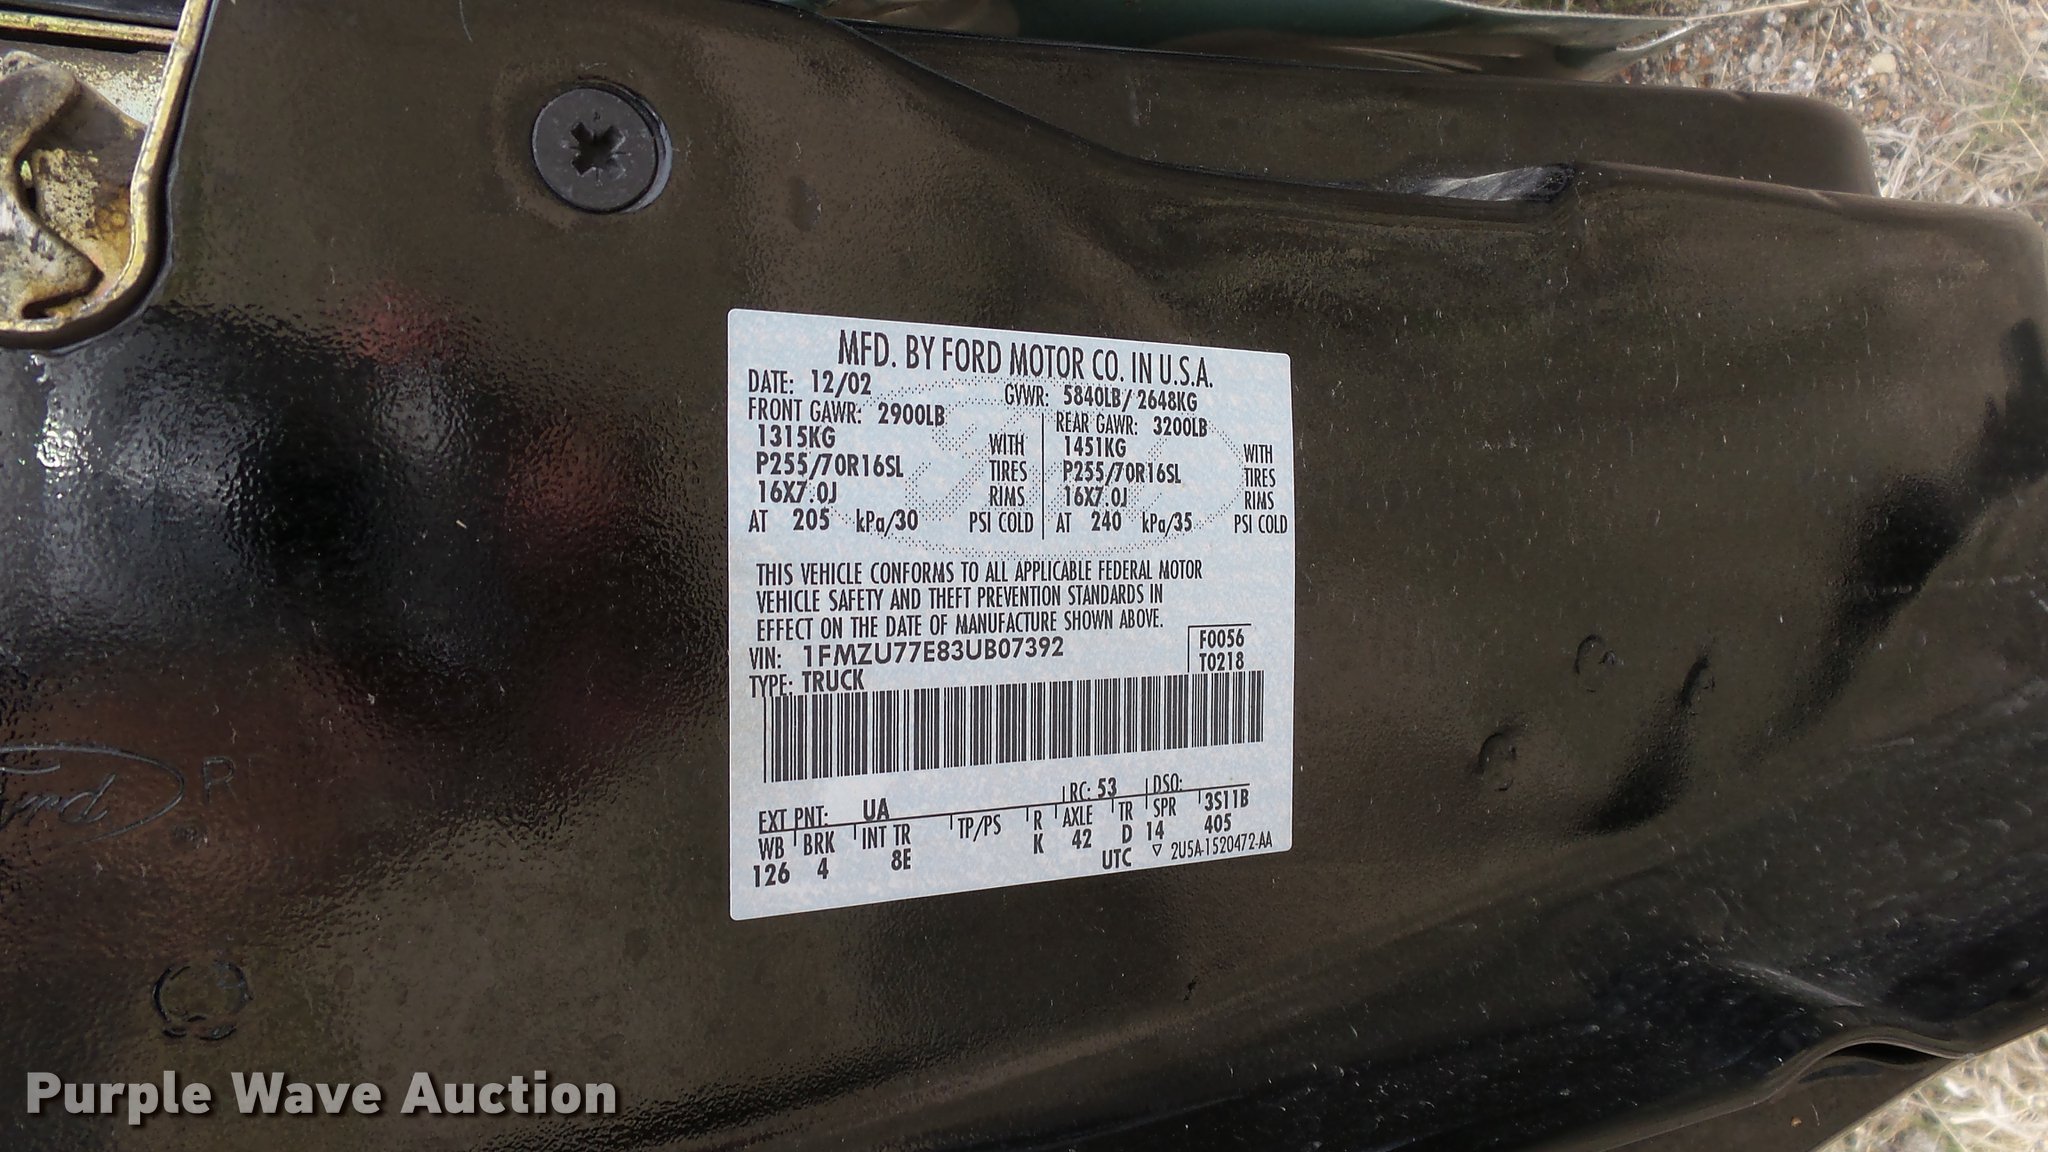 MFD. BY FORD MOTOR CO. IN U.S.A.
DATE: 12/02 GVWR: 5840LB/ 2648KG
FRONT GAWR: 2900LB REAR GAWR: 3200LB
1315KG WITH 1451KG WITH
P255/70R16SL TIRES P255/70R16SL TIRES
16X7.0J RIMS 16X7.0J RIMS
AT 205 kPa/30 PSI COLD AT 240 kPa/35 PSI COLD
THIS VEHICLE CONFORMS TO ALL APPLICABLE FEDERAL MOTOR
VEHICLE SAFETY AND THEFT PREVENTION STANDARDS IN
EFFECT ON THE DATE OF MANUFACTURE SHOWN ABOVE.
VIN: 1FMZU77E83UB07392 F0056
TYPE: TRUCK T0218
EXT PNT: UA RC: 53 DSO:
WB BRK INT TR TP/PS R AXLE TR SPR 3S11B
126 4 8E K 42 D 14 405
UTC ▽ 2U5A-1520472-AA
Ford R
Purple Wave Auction